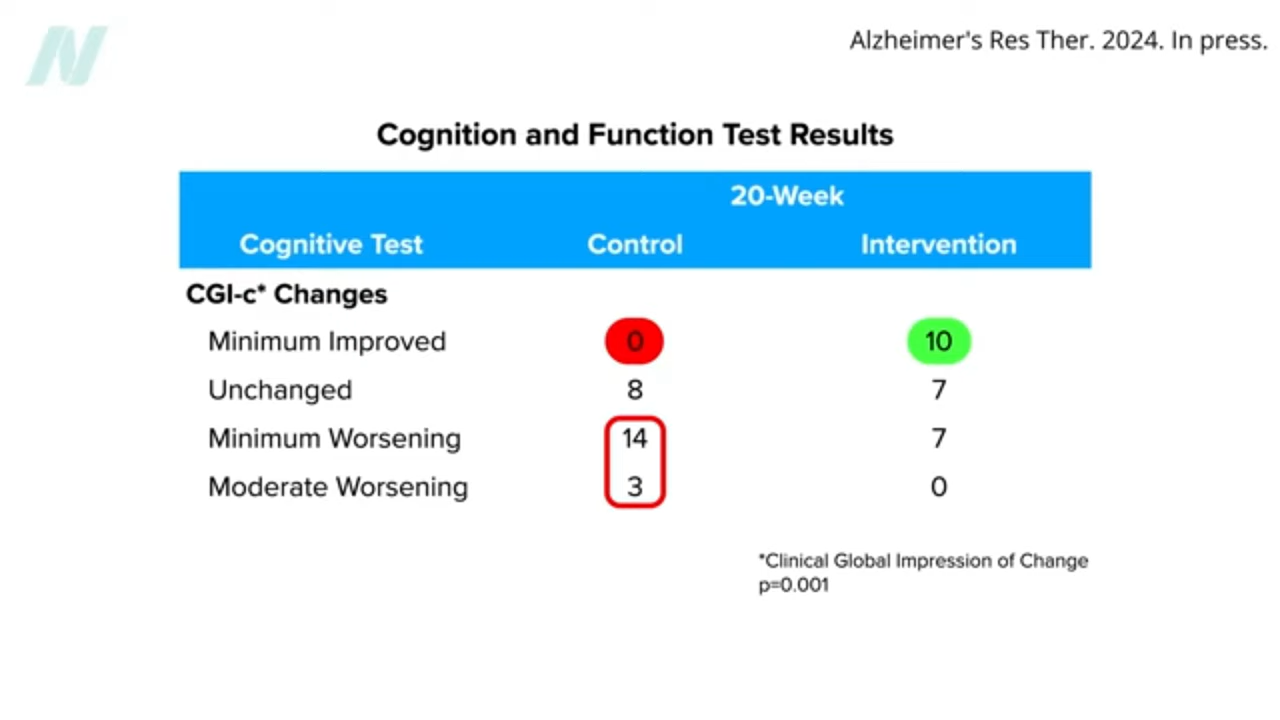 Alzheimer's Res Ther. 2024. In press.
Cognition and Function Test Results
20-Week
Cognitive Test Control Intervention
CGI-c* Changes
Minimum Improved 0 10
Unchanged 8 7
Minimum Worsening 14 7
Moderate Worsening 3 0
*Clinical Global Impression of Change
p=0.001